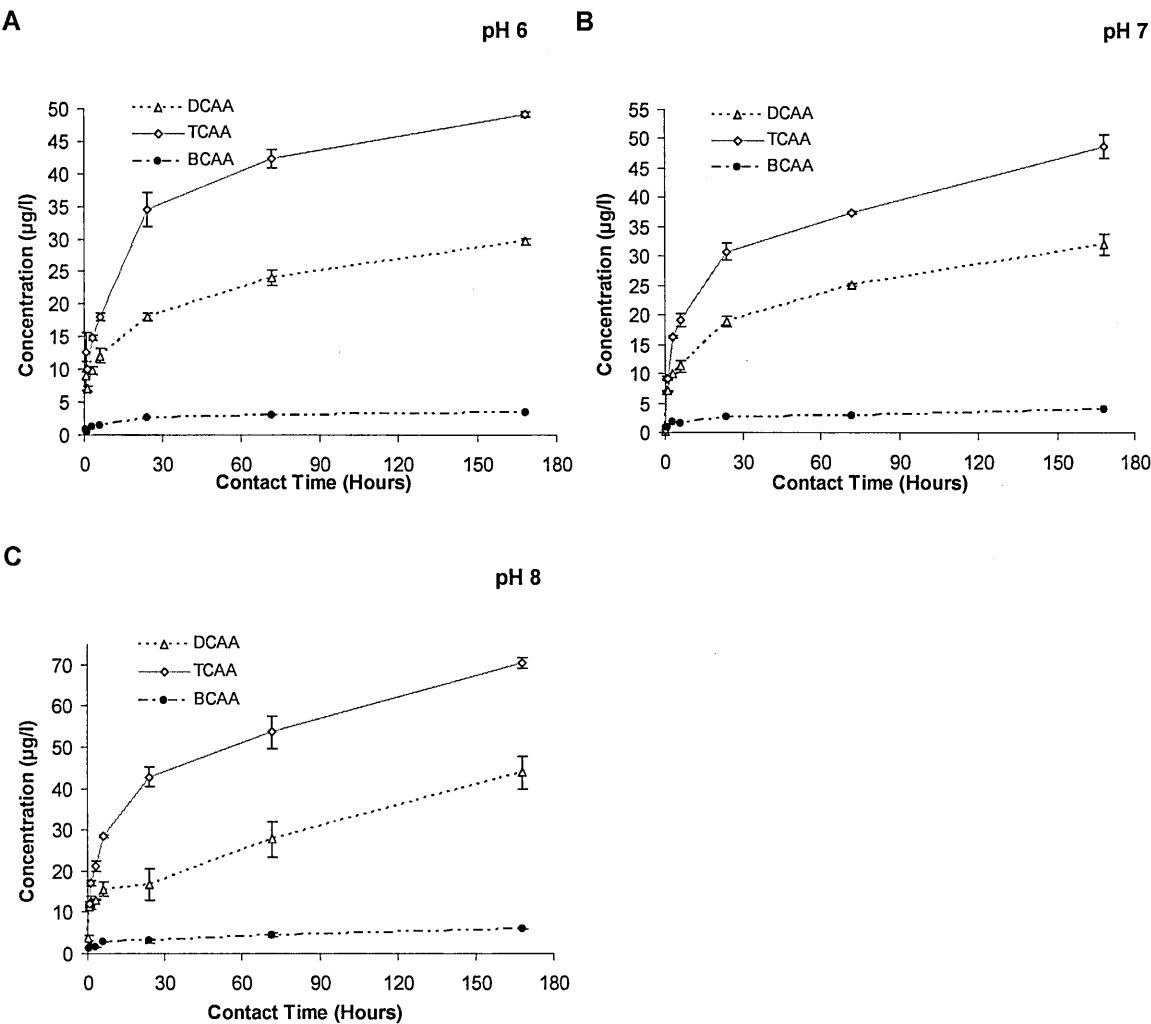 A
pH 6
DCAA
TCAA
BCAA
50
45
40
35
30
25
20
15
10
5
0
Concentration (µg/l)
0 30 60 90 120 150 180
Contact Time (Hours)
B
pH 7
DCAA
TCAA
BCAA
55
50
45
40
35
30
25
20
15
10
5
0
Concentration (µg/l)
0 30 60 90 120 150 180
Contact Time (Hours)
C
pH 8
DCAA
TCAA
BCAA
70
60
50
40
30
20
10
0
Concentration (µg/l)
0 30 60 90 120 150 180
Contact Time (Hours)